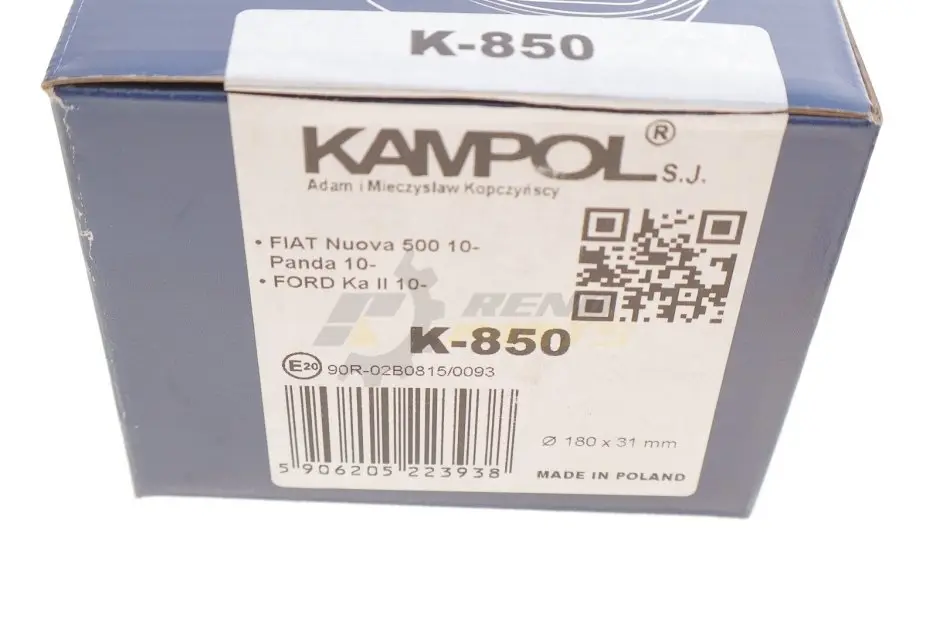 K-850
KAMPOL® S.J.
Adam i Mieczysław Kopczyńscy
• FIAT Nuova 500 10-
Panda 10-
• FORD Ka II 10-
K-850
E20 90R-02B0815/0093
Ø 180 x 31 mm
5 906205 223938
MADE IN POLAND